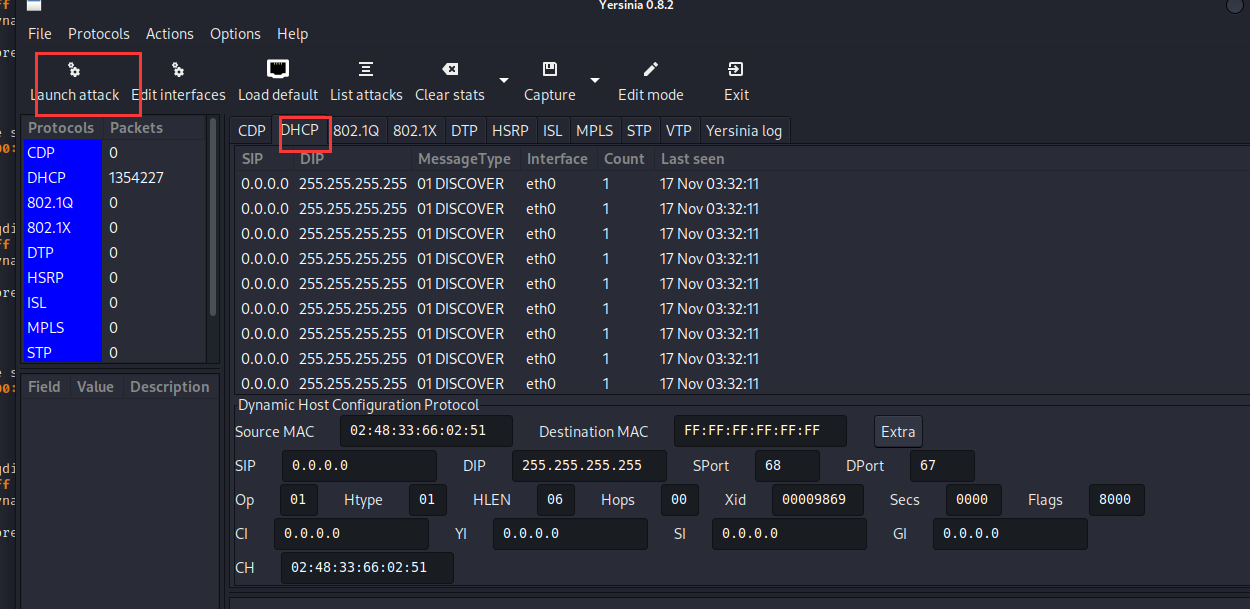 Yersinia 0.8.2
File Protocols Actions Options Help
Launch attack Edit interfaces Load default List attacks Clear stats Capture Edit mode Exit
Protocols Packets
CDP 0
DHCP 1354227
802.1Q 0
802.1X 0
DTP 0
HSRP 0
ISL 0
MPLS 0
STP 0
Field Value Description
CDP DHCP 802.1Q 802.1X DTP HSRP ISL MPLS STP VTP Yersinia log
SIP DIP MessageType Interface Count Last seen
0.0.0.0 255.255.255.255 01 DISCOVER eth0 1 17 Nov 03:32:11
0.0.0.0 255.255.255.255 01 DISCOVER eth0 1 17 Nov 03:32:11
0.0.0.0 255.255.255.255 01 DISCOVER eth0 1 17 Nov 03:32:11
0.0.0.0 255.255.255.255 01 DISCOVER eth0 1 17 Nov 03:32:11
0.0.0.0 255.255.255.255 01 DISCOVER eth0 1 17 Nov 03:32:11
0.0.0.0 255.255.255.255 01 DISCOVER eth0 1 17 Nov 03:32:11
0.0.0.0 255.255.255.255 01 DISCOVER eth0 1 17 Nov 03:32:11
0.0.0.0 255.255.255.255 01 DISCOVER eth0 1 17 Nov 03:32:11
0.0.0.0 255.255.255.255 01 DISCOVER eth0 1 17 Nov 03:32:11
Dynamic Host Configuration Protocol
Source MAC 02:48:33:66:02:51 Destination MAC FF:FF:FF:FF:FF:FF Extra
SIP 0.0.0.0 DIP 255.255.255.255 SPort 68 DPort 67
Op 01 Htype 01 HLEN 06 Hops 00 Xid 00009869 Secs 0000 Flags 8000
CI 0.0.0.0 YI 0.0.0.0 SI 0.0.0.0 GI 0.0.0.0
CH 02:48:33:66:02:51